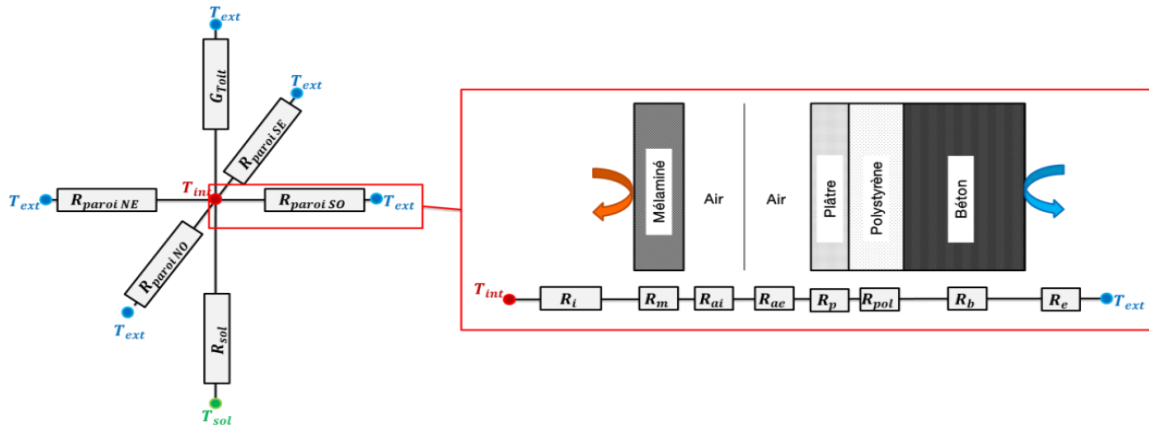 T_ext
G_Toit
T_ext
R_paroi SE
T_int
T_ext
R_paroi NE
R_paroi SO
T_ext
R_paroi NO
T_ext
R_sol
T_sol
Mélaminé
Air
Air
Plâtre
Polystyrène
Béton
T_int
R_i
R_m
R_ai
R_ae
R_p
R_pol
R_b
R_e
T_ext